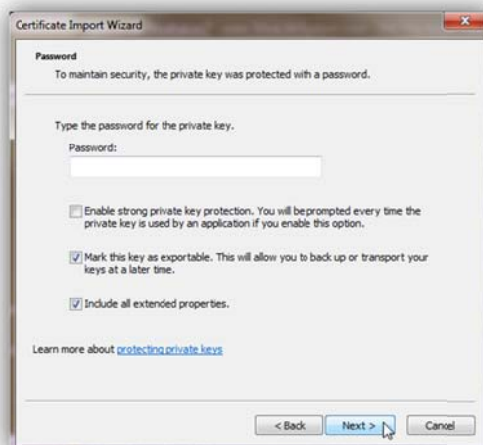 Certificate Import Wizard
Password
To maintain security, the private key was protected with a password.
Type the password for the private key.
Password:
Enable strong private key protection. You will beprompted every time the
private key is used by an application if you enable this option.
Mark this key as exportable. This will allow you to back up or transport your
keys at a later time.
Include all extended properties.
Learn more about protecting private keys
< Back Next > Cancel